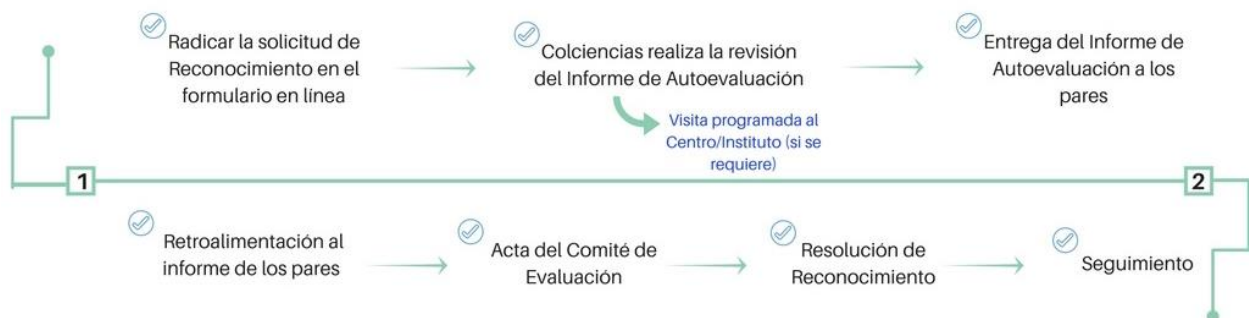 Radicar la solicitud de
Reconocimiento en el
formulario en línea
Colciencias realiza la revisión
del Informe de Autoevaluación
Visita programada al
Centro/Instituto (si se
requiere)
Entrega del Informe de
Autoevaluación a los
pares
1
2
Retroalimentación al
informe de los pares
Acta del Comité de
Evaluación
Resolución de
Reconocimiento
Seguimiento